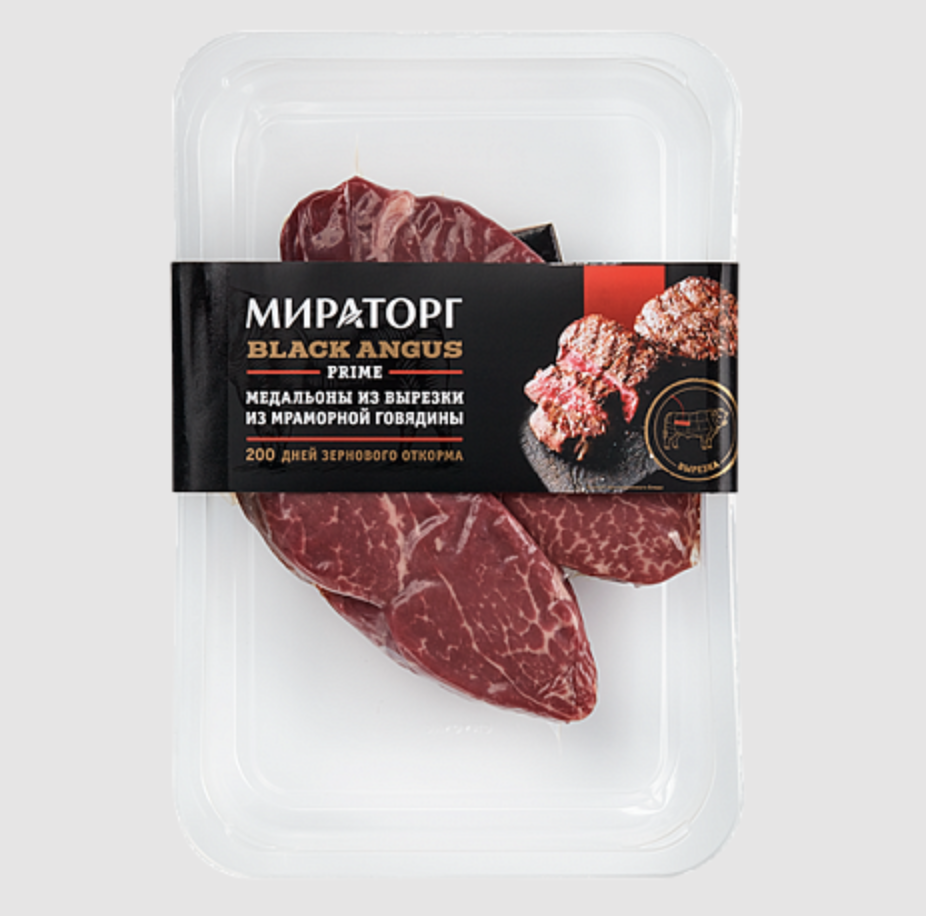 МИРАТОРГ
BLACK ANGUS
PRIME
МЕДАЛЬОНЫ ИЗ ВЫРЕЗКИ
ИЗ МРАМОРНОЙ ГОВЯДИНЫ
200 ДНЕЙ ЗЕРНОВОГО ОТКОРМА
ВЫРЕЗКА